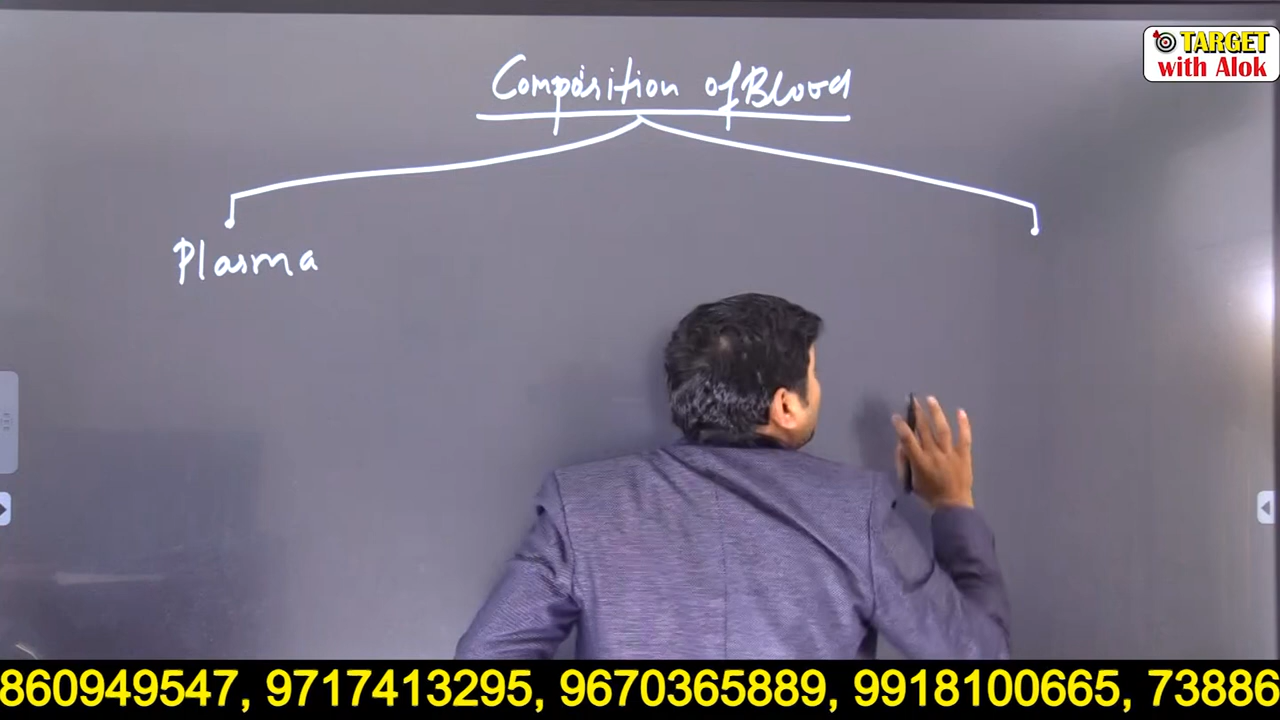 TARGET
with Alok
Composition of Blood
Plasma
860949547, 9717413295, 9670365889, 9918100665, 73886